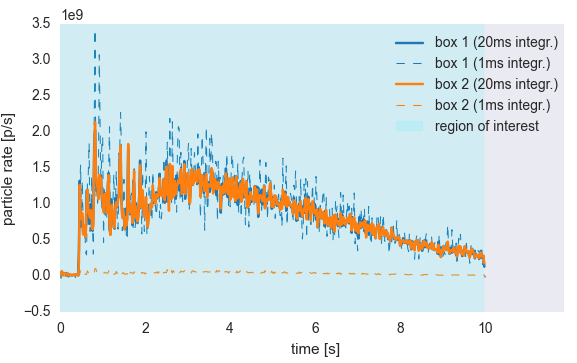 1e9
3.5
3.0
2.5
2.0
1.5
1.0
0.5
0.0
−0.5
particle rate [p/s]
box 1 (20ms integr.)
box 1 (1ms integr.)
box 2 (20ms integr.)
box 2 (1ms integr.)
region of interest
0 2 4 6 8 10
time [s]